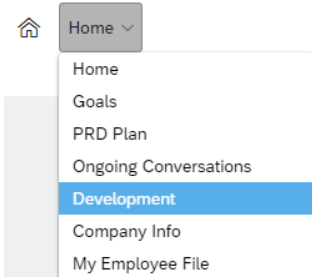 Home
Home
Goals
PRD Plan
Ongoing Conversations
Development
Company Info
My Employee File